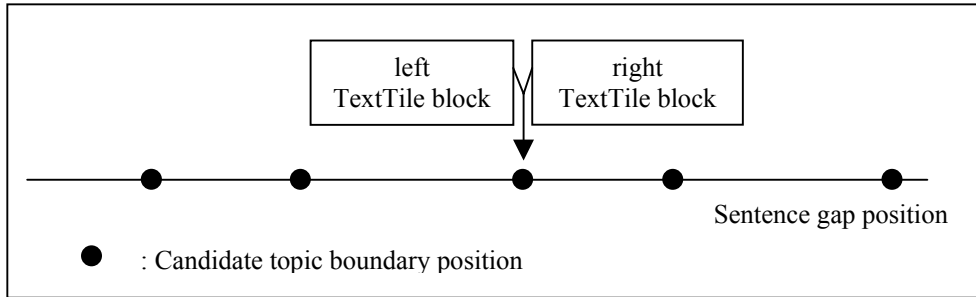 left
TextTile block
right
TextTile block
Sentence gap position
: Candidate topic boundary position